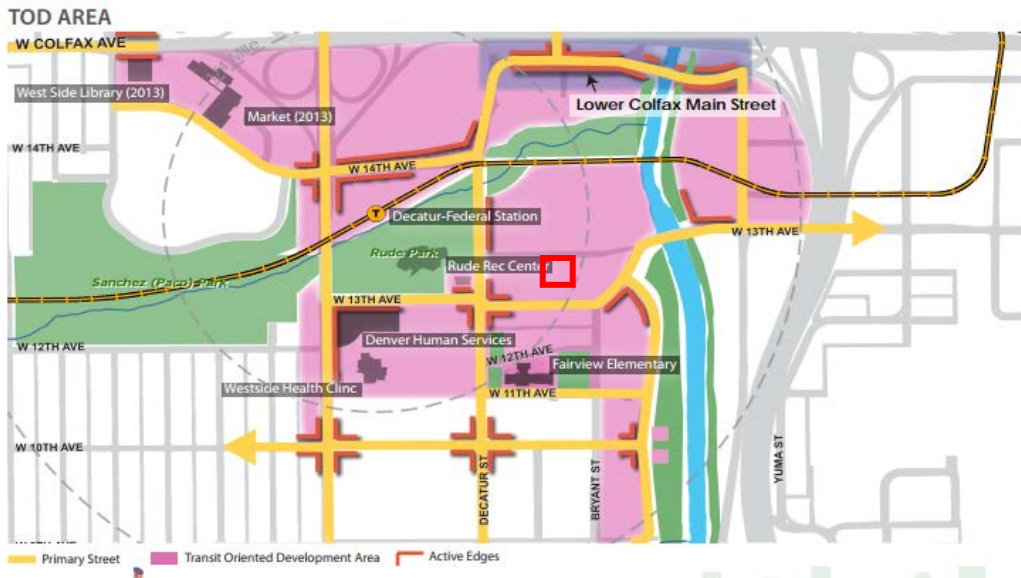 TOD AREA
W COLFAX AVE
1/4 Mile
West Side Library (2013)
Market (2013)
Lower Colfax Main Street
W 14TH AVE
W 14TH AVE
T
Decatur-Federal Station
W 13TH AVE
Rude Park
Rude Rec Center
Sanchez (Paco) Park
W 13TH AVE
Denver Human Services
W 12TH AVE
W 12TH AVE
Fairview Elementary
Westside Health Clinc
W 11TH AVE
W 10TH AVE
DECATUR ST
BRYANT ST
YUMA ST
Primary Street
Transit Oriented Development Area
Active Edges